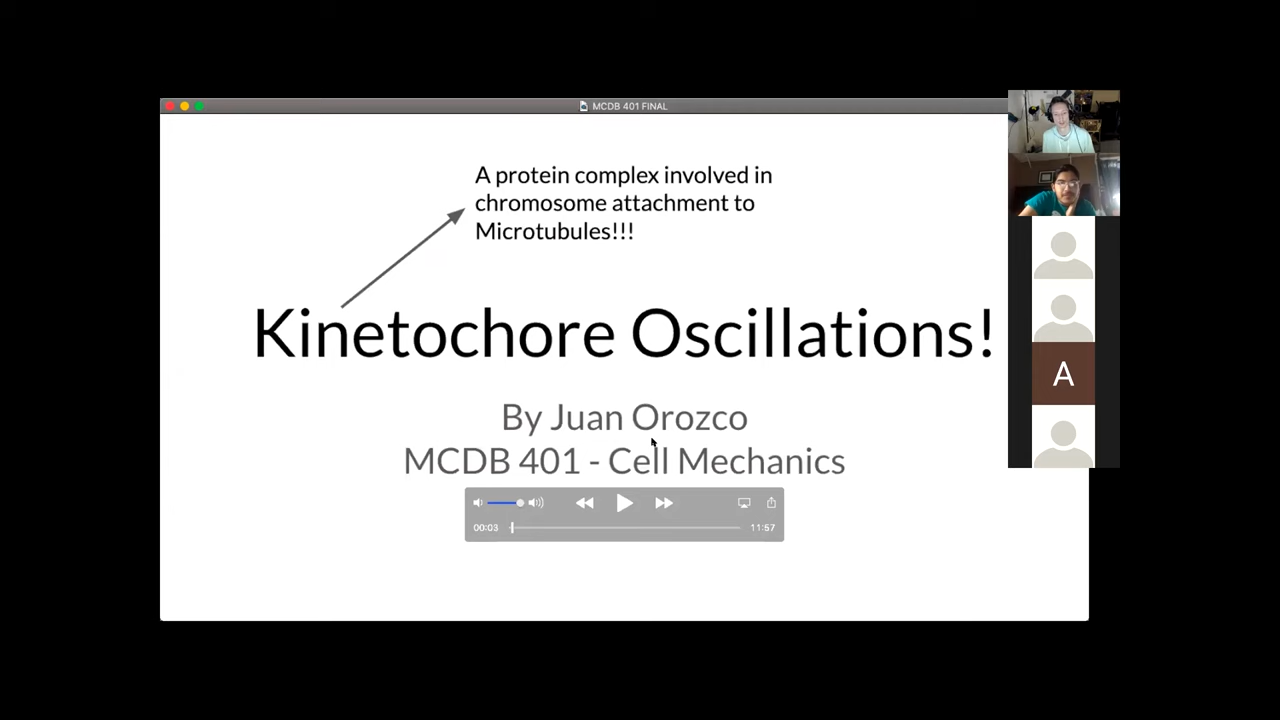 MCDB 401 FINAL
A protein complex involved in
chromosome attachment to
Microtubules!!!
Kinetochore Oscillations!
By Juan Orozco
MCDB 401 - Cell Mechanics
00:03
11:57
A